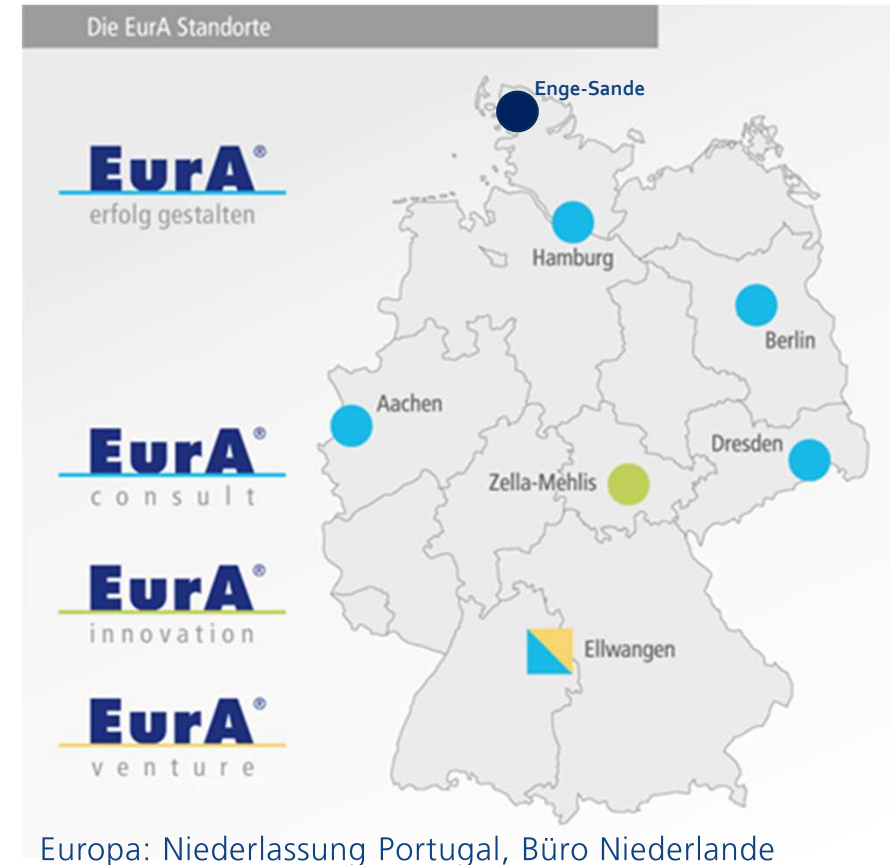 Die EurA Standorte
Enge-Sande
EurA®
erfolg gestalten
Hamburg
Berlin
Aachen
EurA®
consult
Dresden
Zella-Mehlis
EurA®
innovation
Ellwangen
EurA®
venture
Europa: Niederlassung Portugal, Büro Niederlande